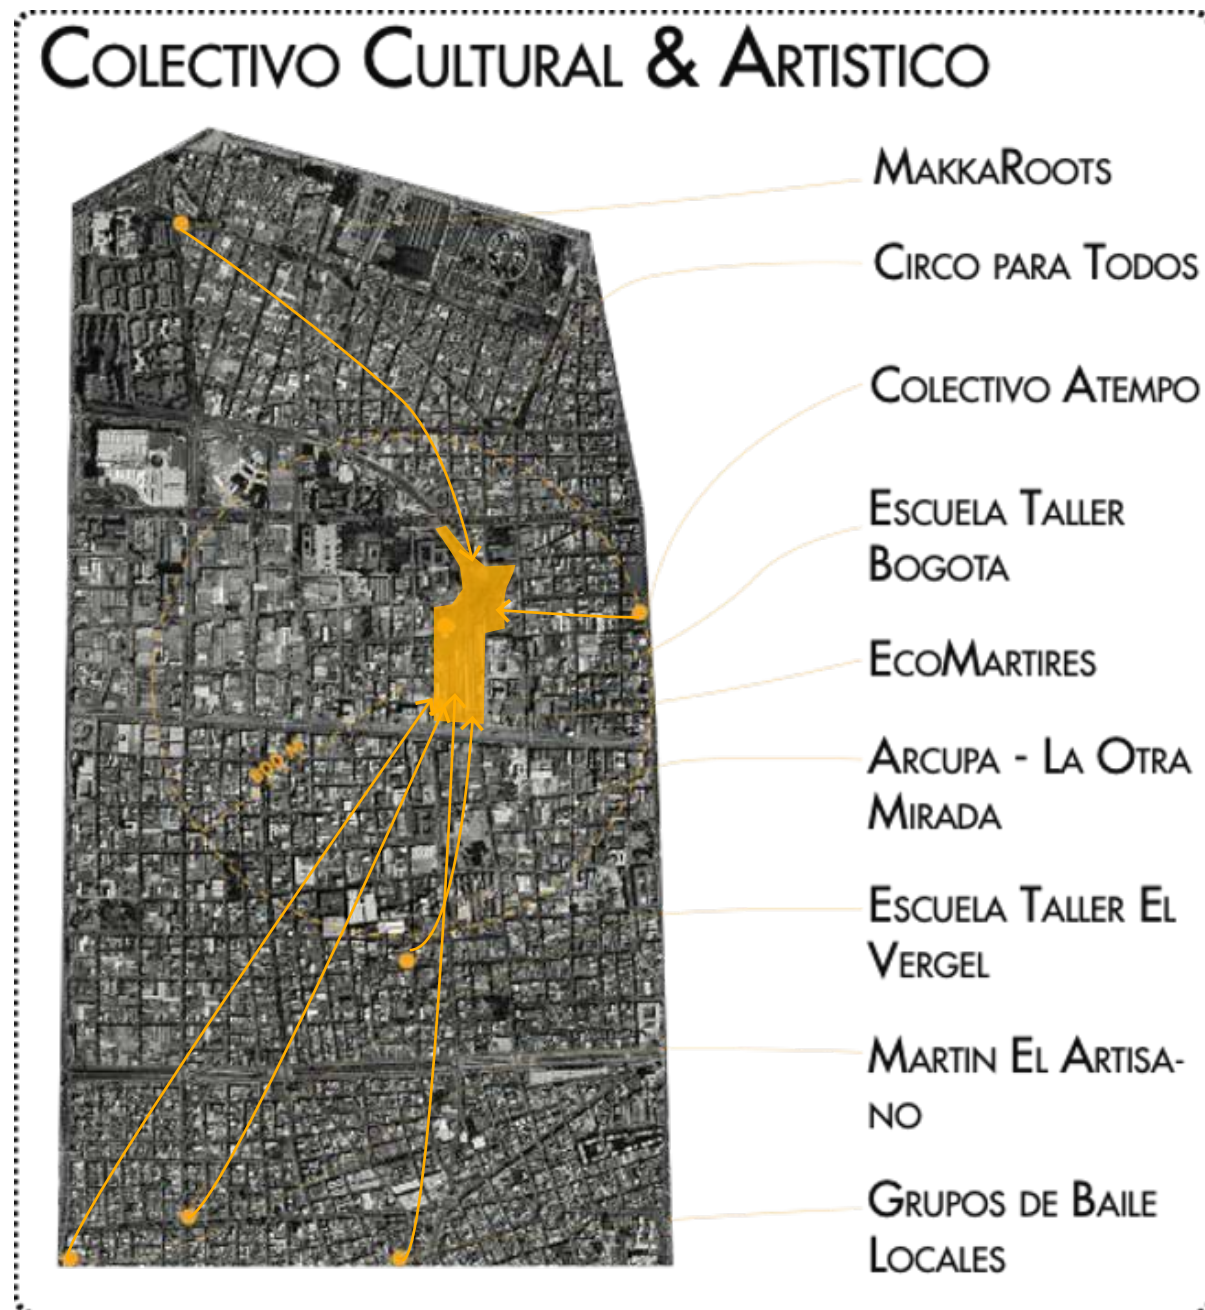 COLECTIVO CULTURAL & ARTISTICO
MAKKAROOTS
CIRCO PARA TODOS
COLECTIVO ATEMPO
ESCUELA TALLER
BOGOTA
ECOMARTIRES
ARCUPA - LA OTRA
MIRADA
800 M
ESCUELA TALLER EL
VERGEL
MARTIN EL ARTISA-
NO
GRUPOS DE BAILE
LOCALES